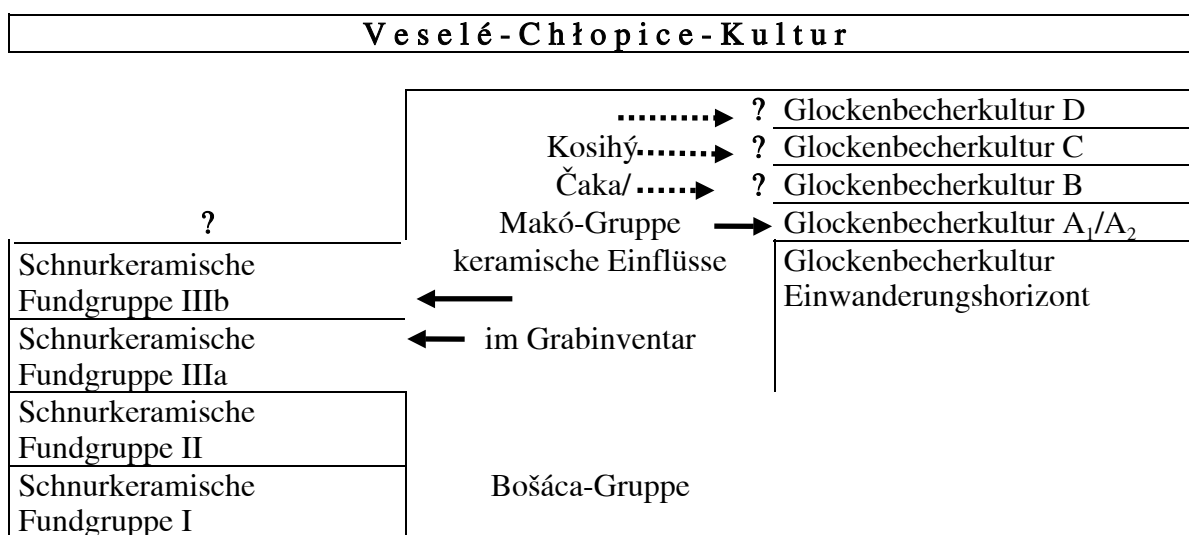 Veselé-Chłopice-Kultur
? Glockenbecherkultur D
Kosihý ? Glockenbecherkultur C
Čaka/ ? Glockenbecherkultur B
? Makó-Gruppe Glockenbecherkultur A₁/A₂
Schnurkeramische keramische Einflüsse Glockenbecherkultur
Fundgruppe IIIb Einwanderungshorizont
Schnurkeramische im Grabinventar
Fundgruppe IIIa
Schnurkeramische
Fundgruppe II
Schnurkeramische Bošáca-Gruppe
Fundgruppe I